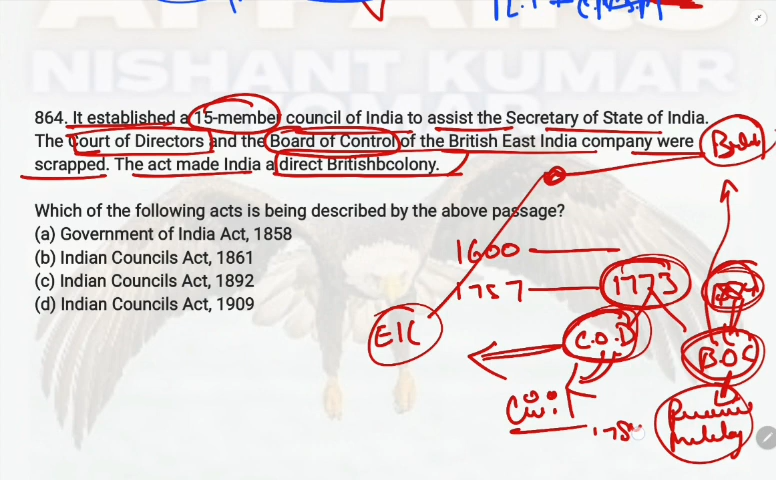 AFFAIRS
NISHANT KUMAR
864. It established a 15-member council of India to assist the Secretary of State of India.
The Court of Directors and the Board of Control of the British East India company were
scrapped. The act made India a direct Britishbcolony.
Which of the following acts is being described by the above passage?
(a) Government of India Act, 1858
(b) Indian Councils Act, 1861
(c) Indian Councils Act, 1892
(d) Indian Councils Act, 1909
1600
1757
1773
EIC
C.O.D
B.O.C